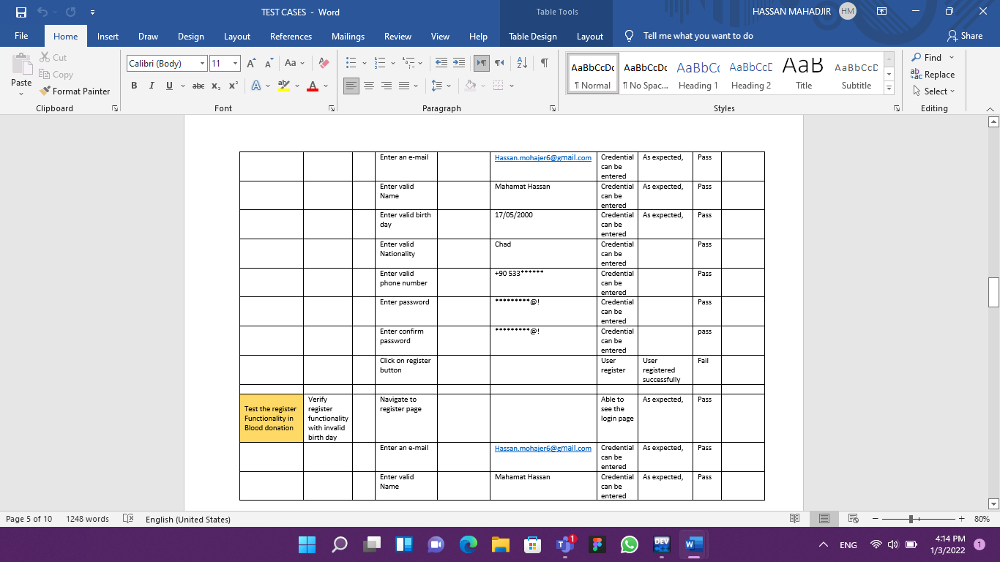 TEST CASES - Word
Table Tools
HASSAN MAHADJIR
HM
File
Home
Insert
Draw
Design
Layout
References
Mailings
Review
View
Help
Table Design
Layout
Tell me what you want to do
Share
Paste
Cut
Copy
Format Painter
Clipboard
Calibri (Body)
11
Font
Paragraph
AaBbCcDc
¶ Normal
AaBbCcDc
¶ No Spac...
AaBbCc
Heading 1
AaBbCcD
Heading 2
AaB
Title
AaBbCcD
Subtitle
Styles
Find
Replace
Select
Editing
Enter an e-mail
Hassan.mohajer6@gmail.com
Credential
can be
entered
As expected,
Pass
Enter valid
Name
Mahamat Hassan
Credential
can be
entered
As expected,
Pass
Enter valid birth
day
17/05/2000
Credential
can be
entered
As expected,
Pass
Enter valid
Nationality
Chad
Credential
can be
entered
Pass
Enter valid
phone number
+90 533******
Credential
can be
entered
Pass
Enter password
*********@!
Credential
can be
entered
Pass
Enter confirm
password
*********@!
Credential
can be
entered
pass
Click on register
button
User
register
User
registered
successfully
Fail
Test the register
Functionality in
Blood donation
Verify
register
functionality
with invalid
birth day
Navigate to
register page
Able to
see the
login page
As expected,
Pass
Enter an e-mail
Hassan.mohajer6@gmail.com
Credential
can be
entered
As expected,
Pass
Enter valid
Name
Mahamat Hassan
Credential
can be
entered
As expected,
Pass
Page 5 of 10
1248 words
English (United States)
80%
1
DEV
ENG
4:14 PM
1/3/2022
1